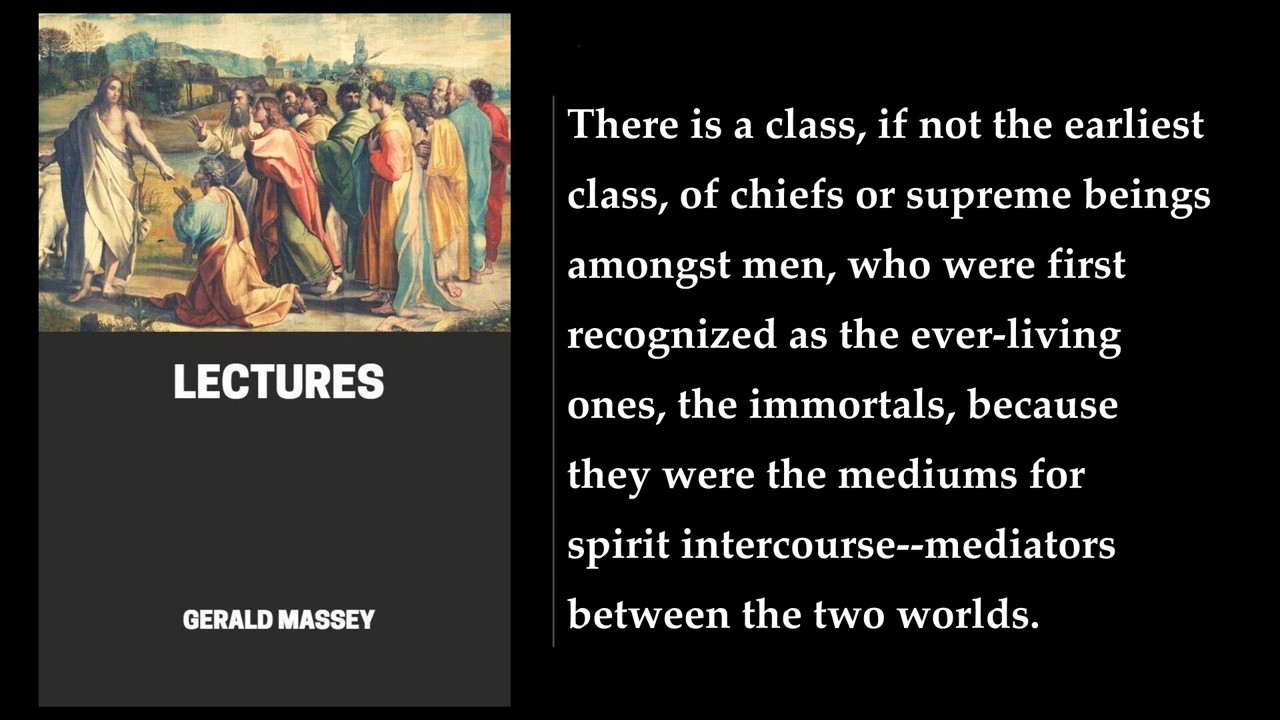 LECTURES
GERALD MASSEY
There is a class, if not the earliest
class, of chiefs or supreme beings
amongst men, who were first
recognized as the ever-living
ones, the immortals, because
they were the mediums for
spirit intercourse--mediators
between the two worlds.